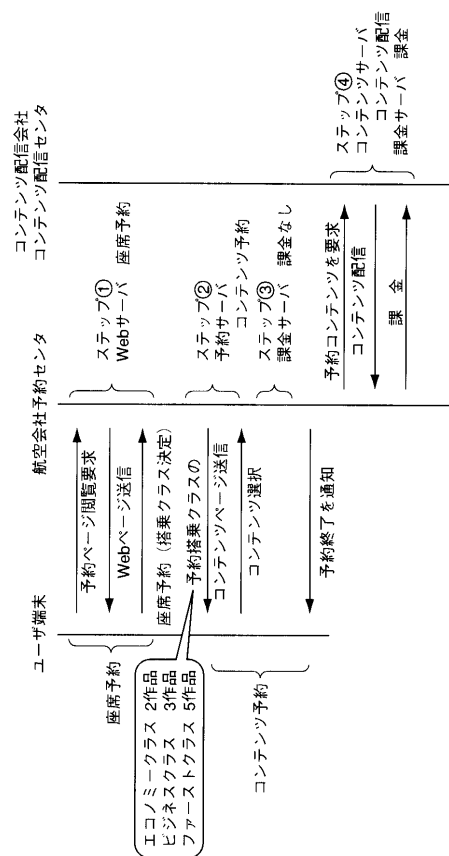 ユーザ端末
航空会社予約センタ
コンテンツ配信会社
コンテンツ配信センタ
座席予約
予約ページ閲覧要求
Webページ送信
座席予約（搭乗クラス決定）
ステップ①
Webサーバ 座席予約
エコノミークラス 2作品
ビジネスクラス 3作品
ファーストクラス 5作品
予約搭乗クラスの
コンテンツページ送信
コンテンツ選択
ステップ②
予約サーバ
コンテンツ予約
コンテンツ予約
ステップ③
課金サーバ 課金なし
予約終了を通知
予約コンテンツを要求
コンテンツ配信
課金
ステップ④
コンテンツサーバ
コンテンツ配信
課金サーバ 課金